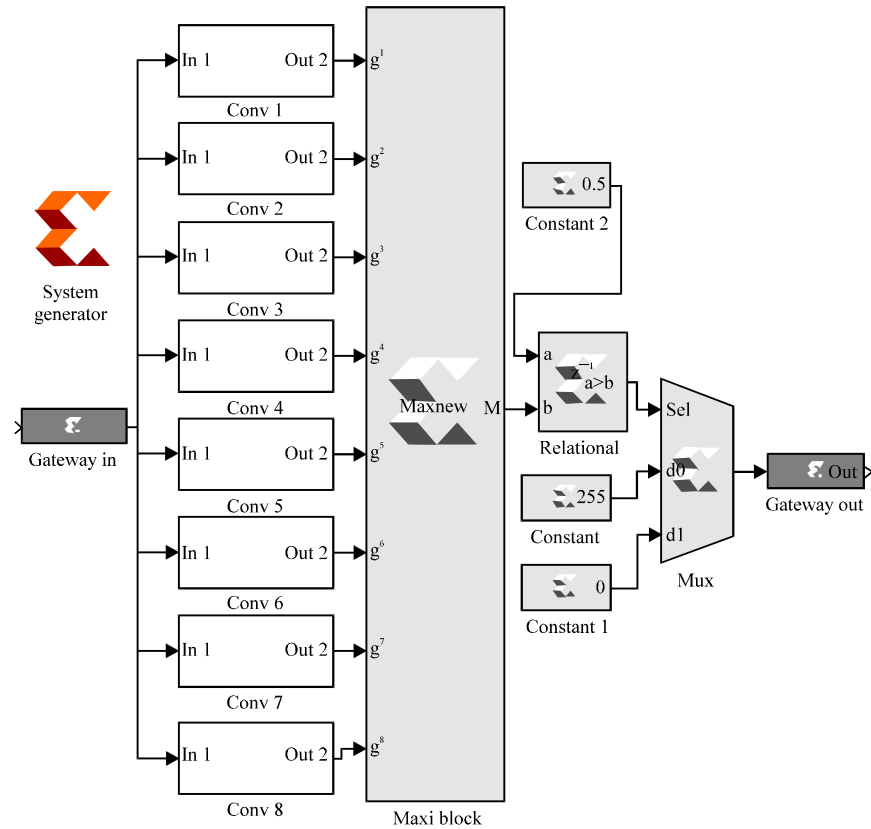 In 1 Out 2
Conv 1
In 1 Out 2
Conv 2
In 1 Out 2
Conv 3
In 1 Out 2
Conv 4
In 1 Out 2
Conv 5
In 1 Out 2
Conv 6
In 1 Out 2
Conv 7
In 1 Out 2
Conv 8
System
generator
Gateway in
g¹
g²
g³
g⁴
g⁵
g⁶
g⁷
g⁸
Maxnew
M
Maxi block
0.5
Constant 2
a
b
z⁻¹
a>b
Relational
255
Constant
0
Constant 1
Sel
d0
d1
Mux
Out
Gateway out